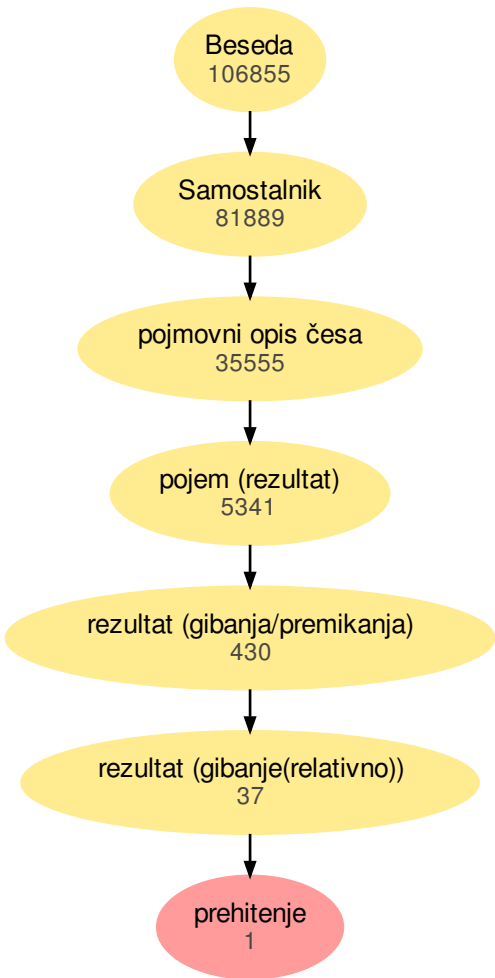 Beseda
106855
Samostalnik
81889
pojmovni opis česa
35555
pojem (rezultat)
5341
rezultat (gibanja/premikanja)
430
rezultat (gibanje(relativno))
37
prehitenje
1